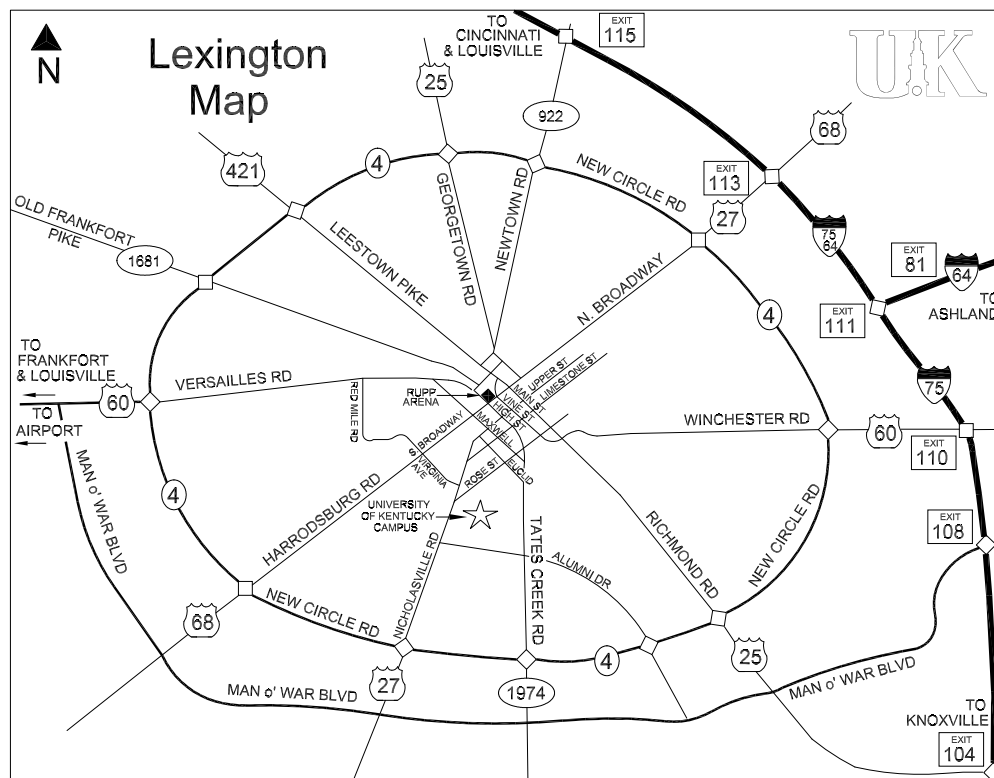 N
Lexington
Map
TO
CINCINNATI
& LOUISVILLE
EXIT
115
UK
25
922
68
421
4
EXIT
113
27
NEW CIRCLE RD
GEORGETOWN RD
NEWTOWN RD
OLD FRANKFORT
PIKE
1681
LEESTOWN PIKE
N. BROADWAY
75
64
EXIT
81
64
TO
ASHLAND
EXIT
111
4
TO
FRANKFORT
& LOUISVILLE
60
VERSAILLES RD
RED MILE RD
RUPP
ARENA
UPPER ST
LIMESTONE ST
MAIN ST
VINE ST
HIGH ST
MAXWELL
75
TO
AIRPORT
WINCHESTER RD
60
EXIT
110
S BROADWAY
VIRGINIA
AVE
ROSE ST
EUCLID
MAN o' WAR BLVD
4
HARRODSBURG RD
UNIVERSITY
OF KENTUCKY
CAMPUS
TATES CREEK RD
ALUMNI DR
RICHMOND RD
NEW CIRCLE RD
EXIT
108
NICHOLASVILLE RD
68
NEW CIRCLE RD
4
25
27
1974
MAN o' WAR BLVD
MAN o' WAR BLVD
TO
KNOXVILLE
EXIT
104